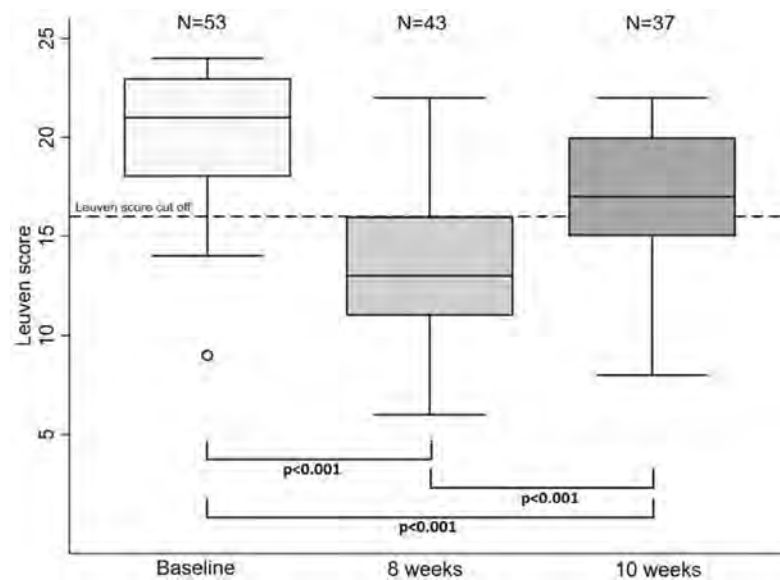 N=53 N=43 N=37
25
20
Leuven score cut off
15
10
5
Leuven score
p<0.001
p<0.001
p<0.001
Baseline 8 weeks 10 weeks